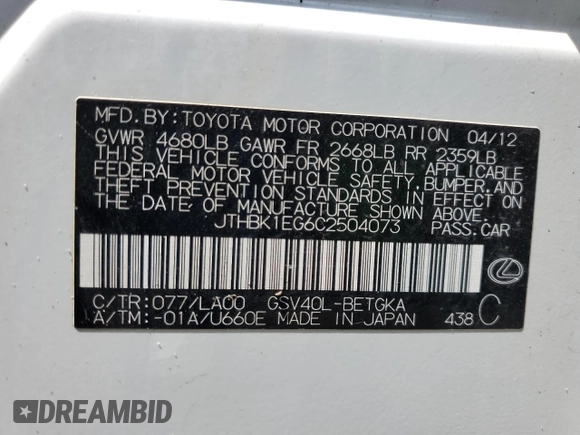 MFD.BY:TOYOTA MOTOR CORPORATION 04/12
GVWR 4680LB GAWR FR 2668LB RR 2359LB
THIS VEHICLE CONFORMS TO ALL APPLICABLE
FEDERAL MOTOR VEHICLE SAFETY,BUMPER,AND
THEFT PREVENTION STANDARDS IN EFFECT ON
THE DATE OF MANUFACTURE SHOWN ABOVE.
JTHBK1EG6C2504073 PASS.CAR
C/TR:077/LA00 GSV40L-BETGKA
A/TM:-01A/U660E MADE IN JAPAN 438 C
DREAMBID